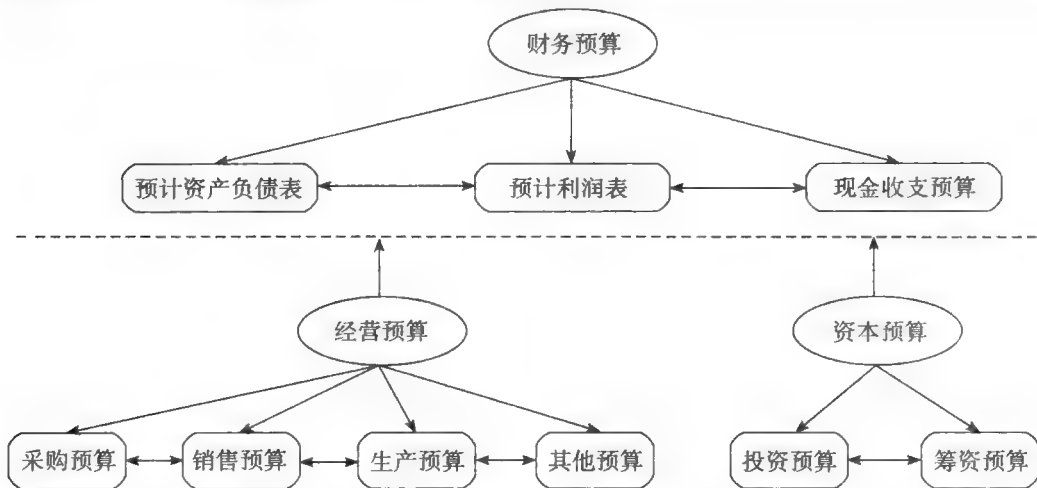 财务预算
预计资产负债表
预计利润表
现金收支预算
经营预算
资本预算
采购预算
销售预算
生产预算
其他预算
投资预算
筹资预算